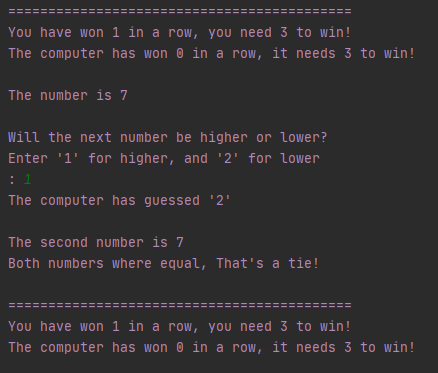 ===========================================
You have won 1 in a row, you need 3 to win!
The computer has won 0 in a row, it needs 3 to win!
The number is 7
Will the next number be higher or lower?
Enter '1' for higher, and '2' for lower
: 1
The computer has guessed '2'
The second number is 7
Both numbers where equal, That's a tie!
===========================================
You have won 1 in a row, you need 3 to win!
The computer has won 0 in a row, it needs 3 to win!